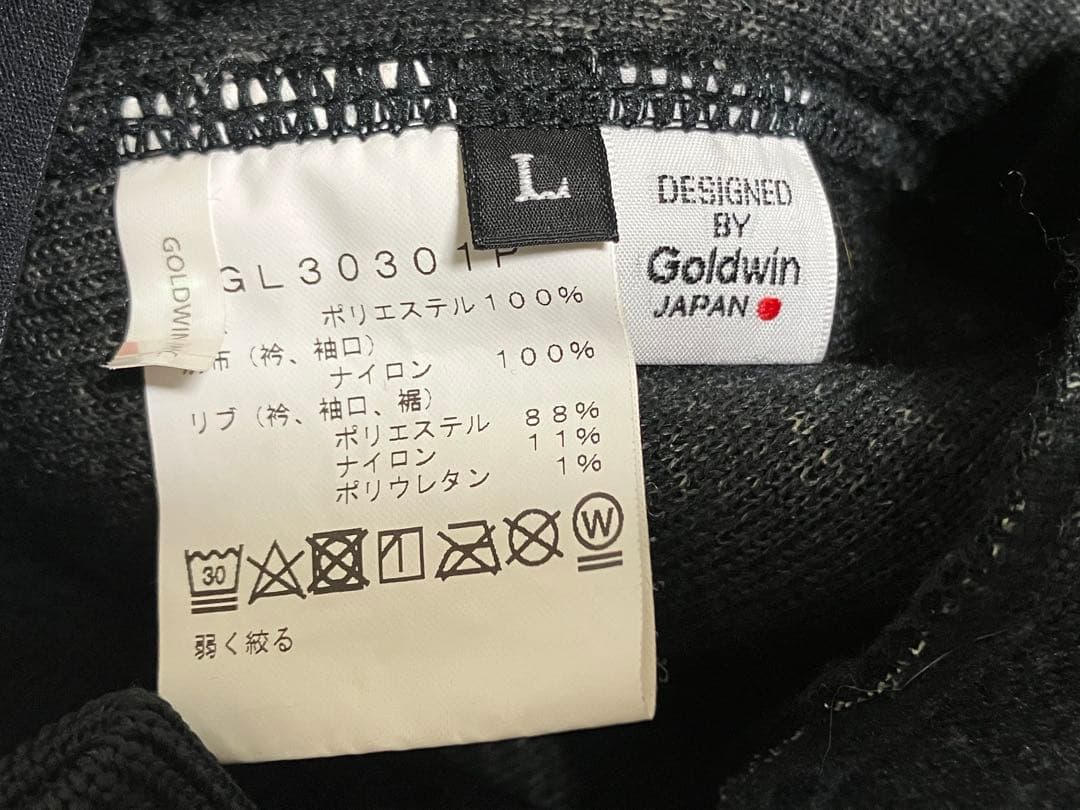 L
DESIGNED
BY
Goldwin
JAPAN
GOLDWIN
GL30301P
ポリエステル100%
布（衿、袖口）
ナイロン 100%
リブ（衿、袖口、裾）
ポリエステル 88%
ナイロン 11%
ポリウレタン 1%
30
W
弱く絞る